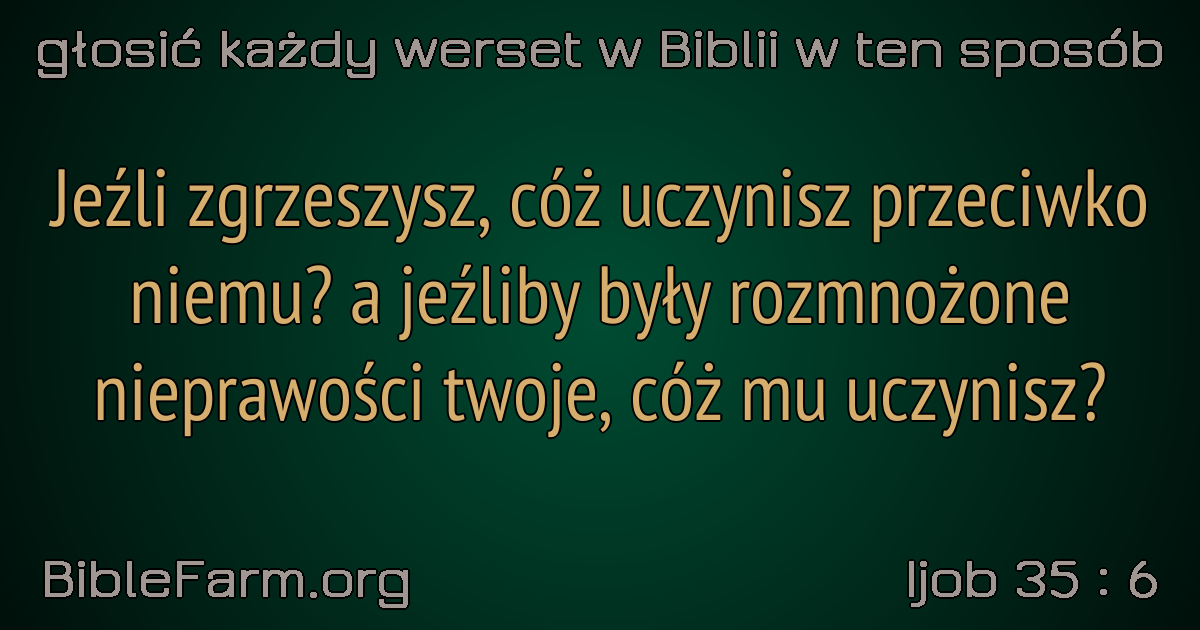 głosić każdy werset w Biblii w ten sposób
Jeźli zgrzeszysz, cóż uczynisz przeciwko
niemu? a jeźliby były rozmnożone
nieprawości twoje, cóż mu uczynisz?
BibleFarm.org
Ijob 35 : 6